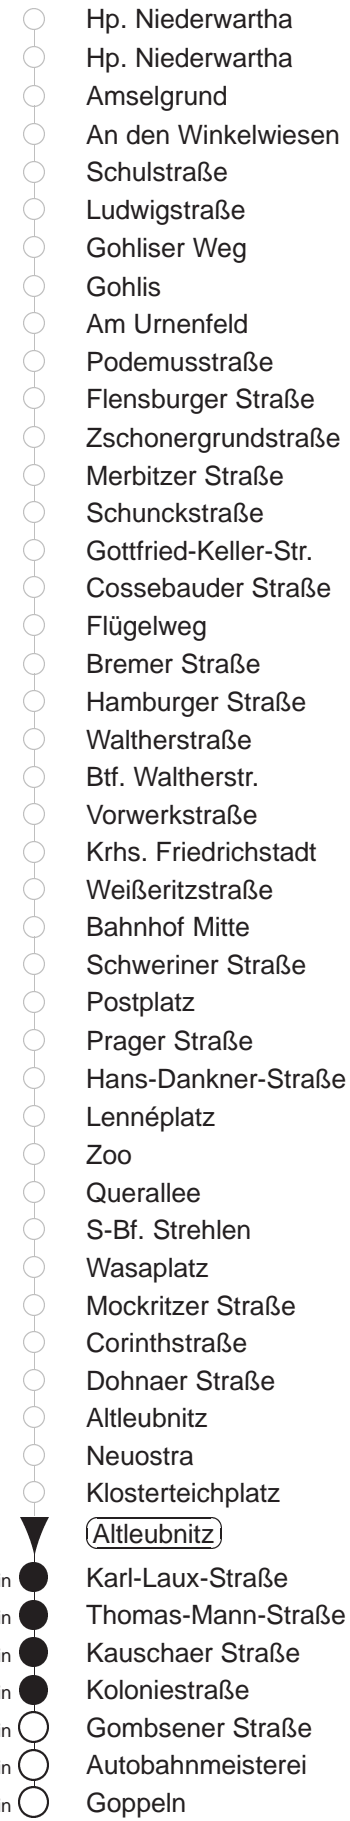 Hp. Niederwartha
Hp. Niederwartha
Amselgrund
An den Winkelwiesen
Schulstraße
Ludwigstraße
Gohliser Weg
Gohlis
Am Urnenfeld
Podemusstraße
Flensburger Straße
Zschonergrundstraße
Merbitzer Straße
Schunckstraße
Gottfried-Keller-Str.
Cossebauder Straße
Flügelweg
Bremer Straße
Hamburger Straße
Waltherstraße
Btf. Waltherstr.
Vorwerkstraße
Krhs. Friedrichstadt
Weißeritzstraße
Bahnhof Mitte
Schweriner Straße
Postplatz
Prager Straße
Hans-Dankner-Straße
Lennéplatz
Zoo
Querallee
S-Bf. Strehlen
Wasaplatz
Mockritzer Straße
Corinthstraße
Dohnaer Straße
Altleubnitz
Neuostra
Klosterteichplatz
Altleubnitz
Karl-Laux-Straße
Thomas-Mann-Straße
Kauschaer Straße
Koloniestraße
Gombsener Straße
Autobahnmeisterei
Goppeln